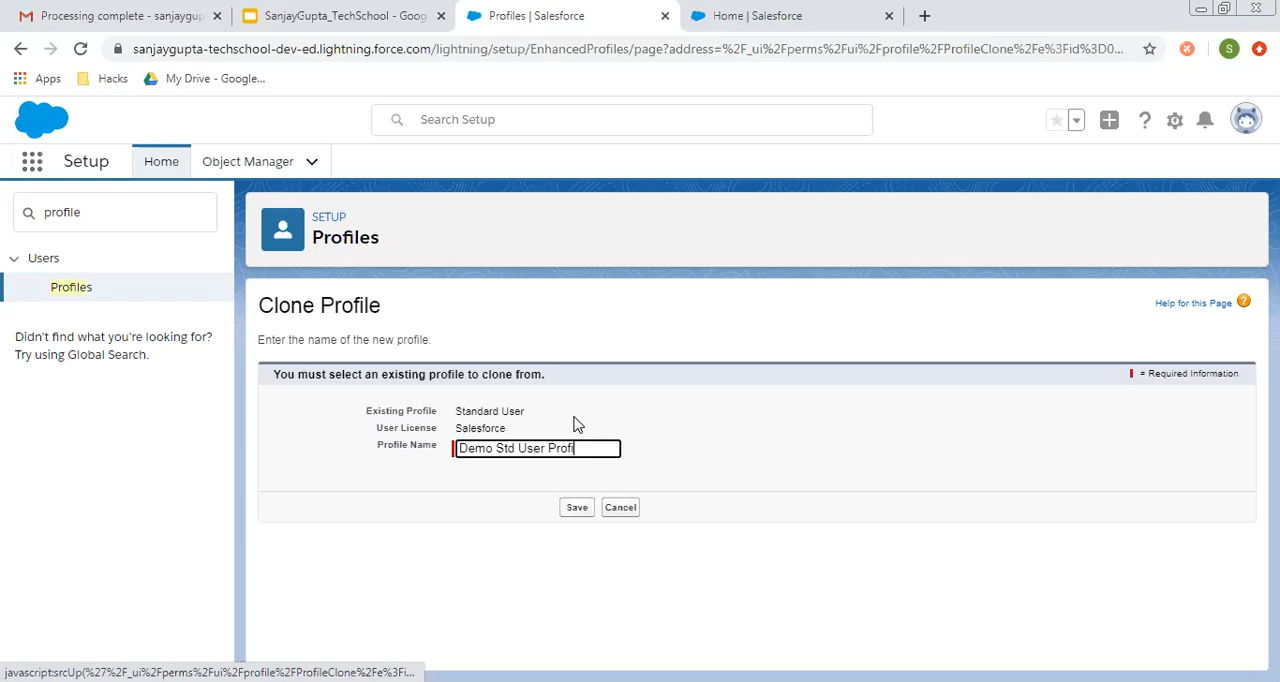 Processing complete - sanjaygup
SanjayGupta_TechSchool - Goog
Profiles | Salesforce
Home | Salesforce
sanjaygupta-techschool-dev-ed.lightning.force.com/lightning/setup/EnhancedProfiles/page?address=%2F_ui%2Fperms%2Fui%2Fprofile%2FProfileClone%2Fe%3Fid%3D0...
S
Apps
Hacks
My Drive - Google...
Search Setup
Setup
Home
Object Manager
profile
Users
Profiles
Didn't find what you're looking for?
Try using Global Search.
SETUP
Profiles
Clone Profile
Help for this Page ?
Enter the name of the new profile.
You must select an existing profile to clone from.
= Required Information
Existing Profile Standard User
User License Salesforce
Profile Name Demo Std User Profi
Save Cancel
javascript:srcUp(%27%2F_ui%2Fperms%2Fui%2Fprofile%2FProfileClone%2Fe%3Fi...